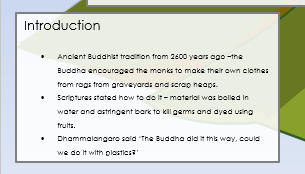 Introduction
• Ancient Buddhist tradition from 2600 years ago –the
Buddha encouraged the monks to make their own clothes
from rags from graveyards and scrap heaps.
• Scriptures stated how to do it – material was boiled in
water and astringent bark to kill germs and dyed using
fruits.
• Dhammalangaro said 'The Buddha did it this way, could
we do it with plastics?'